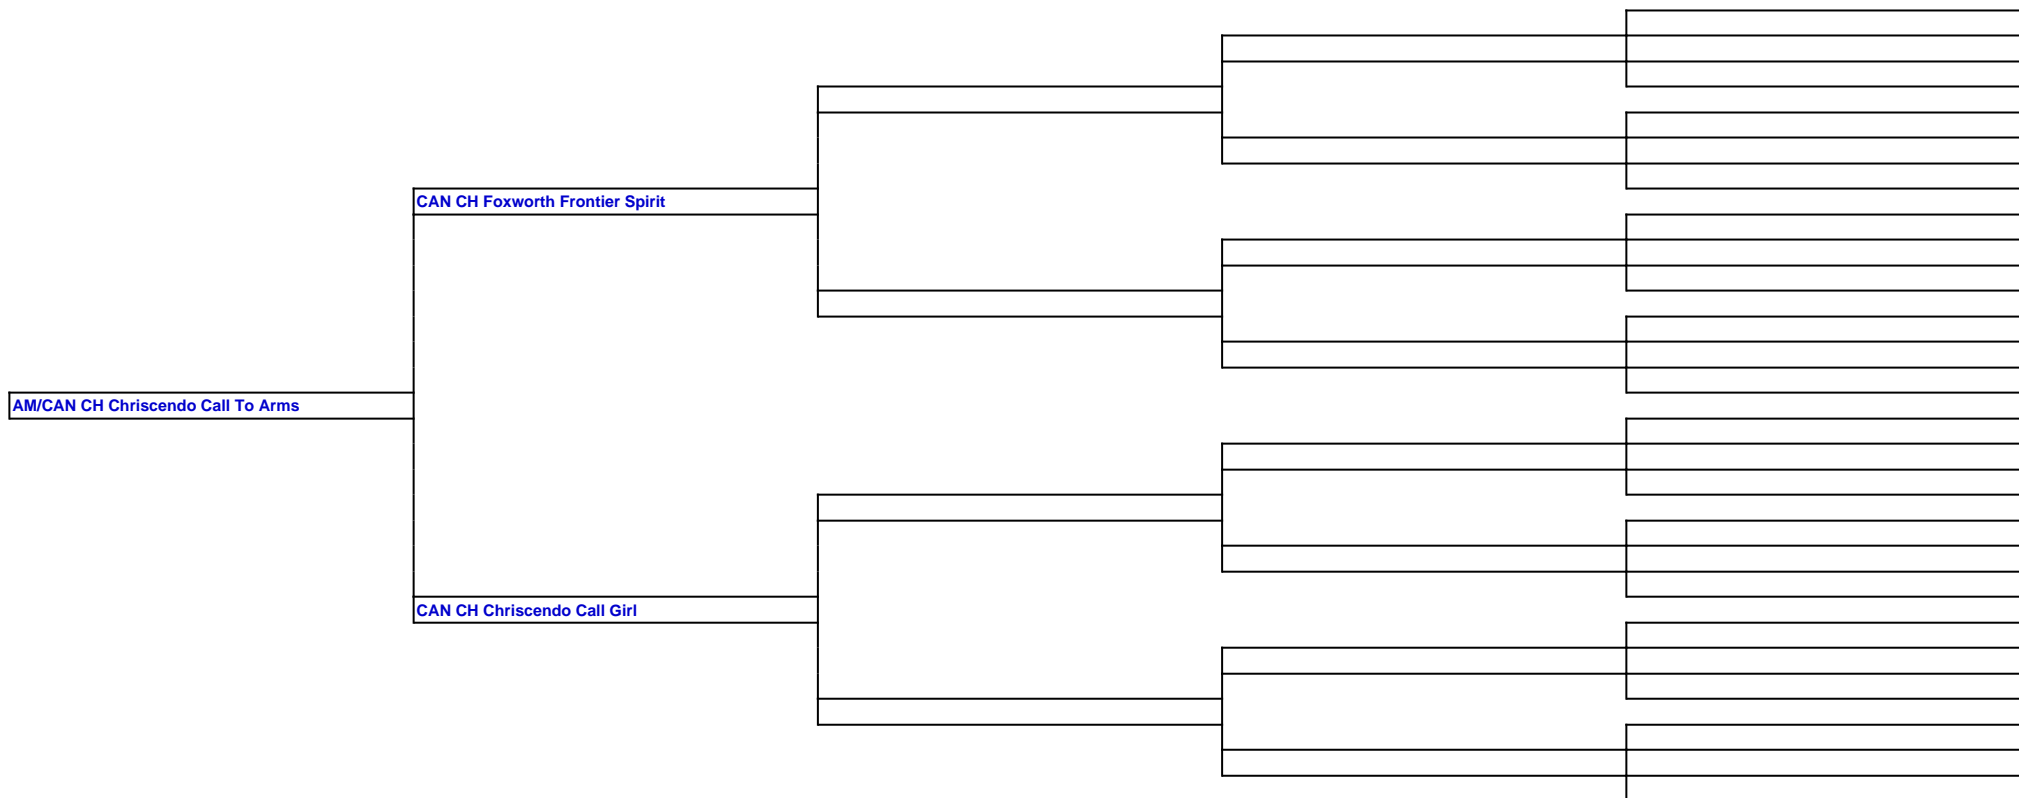 CAN CH Foxworth Frontier Spirit
AM/CAN CH Chriscendo Call To Arms
CAN CH Chriscendo Call Girl